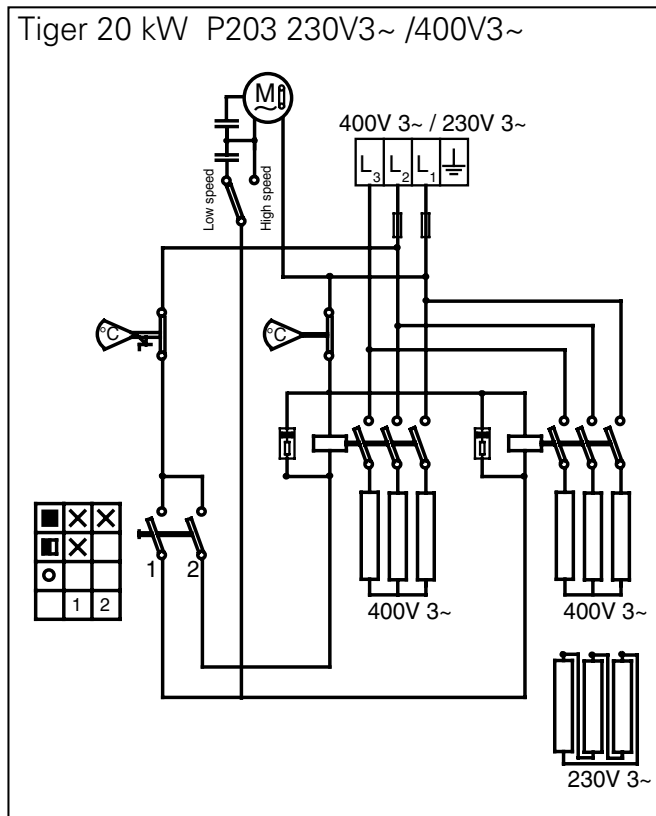 Tiger 20 kW P203 230V3~ /400V3~
M
~
400V 3~ / 230V 3~
L3 L2 L1
Low speed
High speed
°C
°C
1 2
1 2
400V 3~
400V 3~
230V 3~